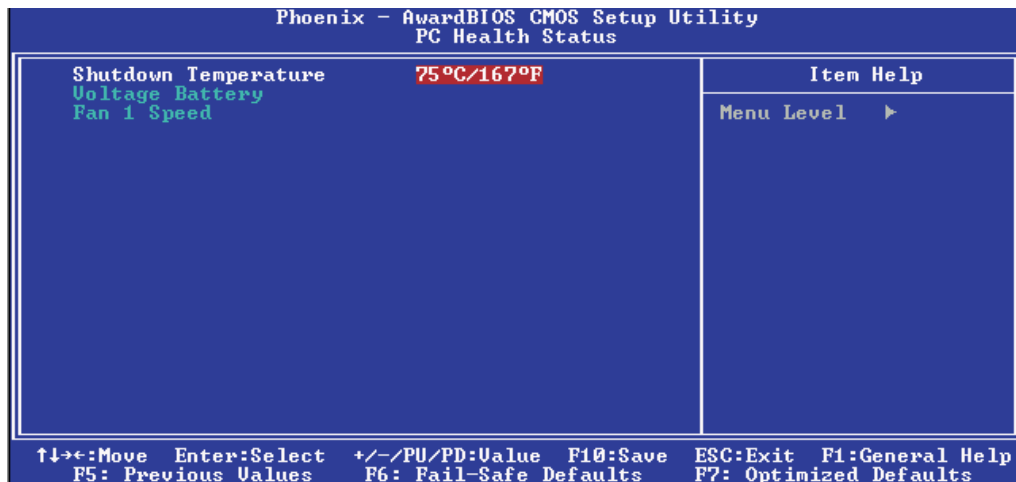 Phoenix - AwardBIOS CMOS Setup Utility
PC Health Status
Shutdown Temperature 75°C/167°F
Voltage Battery
Fan 1 Speed
Item Help
Menu Level ▶
↑↓→←:Move Enter:Select +/-/PU/PD:Value F10:Save ESC:Exit F1:General Help
F5: Previous Values F6: Fail-Safe Defaults F7: Optimized Defaults